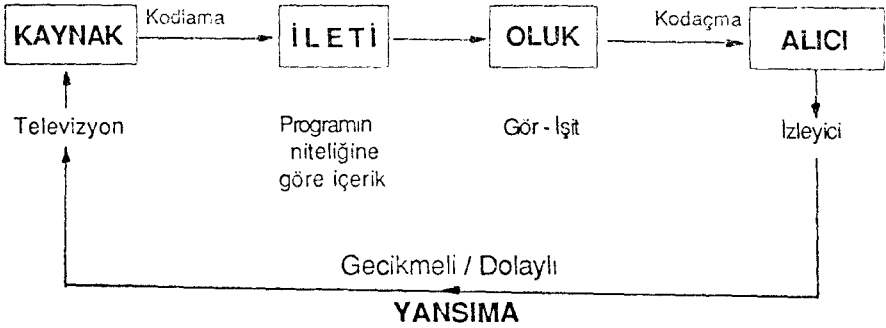 KAYNAK Kodlama İLETİ OLUK Kodaçma ALICI
Televizyon Programın Gör - İşit İzleyici
niteliğine
göre içerik
Gecikmeli / Dolaylı
YANSIMA